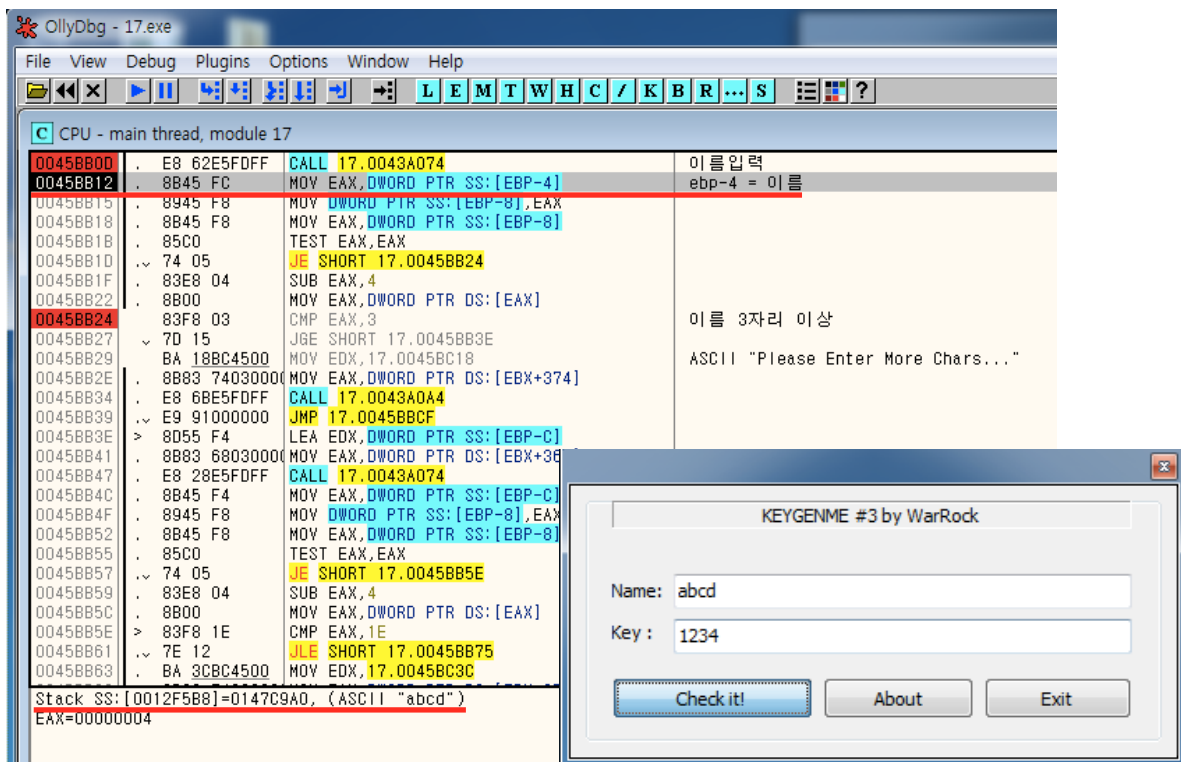 OllyDbg - 17.exe
File View Debug Plugins Options Window Help
L E M T W H C / K B R ... S ?
C CPU - main thread, module 17
0045BB0D . E8 62E5FDFF CALL 17.0043A074 이름입력
0045BB12 . 8B45 FC MOV EAX,DWORD PTR SS:[EBP-4] ebp-4 = 이름
0045BB15 . 8945 F8 MOV DWORD PTR SS:[EBP-8],EAX
0045BB18 . 8B45 F8 MOV EAX,DWORD PTR SS:[EBP-8]
0045BB1B . 85C0 TEST EAX,EAX
0045BB1D .v 74 05 JE SHORT 17.0045BB24
0045BB1F . 83E8 04 SUB EAX,4
0045BB22 . 8B00 MOV EAX,DWORD PTR DS:[EAX]
0045BB24 83F8 03 CMP EAX,3 이름 3자리 이상
0045BB27 v 7D 15 JGE SHORT 17.0045BB3E
0045BB29 BA 18BC4500 MOV EDX,17.0045BC18 ASCII "Please Enter More Chars..."
0045BB2E . 8B83 74030000 MOV EAX,DWORD PTR DS:[EBX+374]
0045BB34 . E8 6BE5FDFF CALL 17.0043A0A4
0045BB39 .v E9 91000000 JMP 17.0045BBCF
0045BB3E > 8D55 F4 LEA EDX,DWORD PTR SS:[EBP-C]
0045BB41 . 8B83 68030000 MOV EAX,DWORD PTR DS:[EBX+36
0045BB47 . E8 28E5FDFF CALL 17.0043A074
0045BB4C . 8B45 F4 MOV EAX,DWORD PTR SS:[EBP-C]
0045BB4F . 8945 F8 MOV DWORD PTR SS:[EBP-8],EAX
0045BB52 . 8B45 F8 MOV EAX,DWORD PTR SS:[EBP-8]
0045BB55 . 85C0 TEST EAX,EAX
0045BB57 .v 74 05 JE SHORT 17.0045BB5E
0045BB59 . 83E8 04 SUB EAX,4
0045BB5C . 8B00 MOV EAX,DWORD PTR DS:[EAX]
0045BB5E > 83F8 1E CMP EAX,1E
0045BB61 .v 7E 12 JLE SHORT 17.0045BB75
0045BB63 . BA 3CBC4500 MOV EDX,17.0045BC3C
Stack SS:[0012F5B8]=0147C9A0, (ASCII "abcd")
EAX=00000004
KEYGENME #3 by WarRock
Name: abcd
Key : 1234
Check it! About Exit